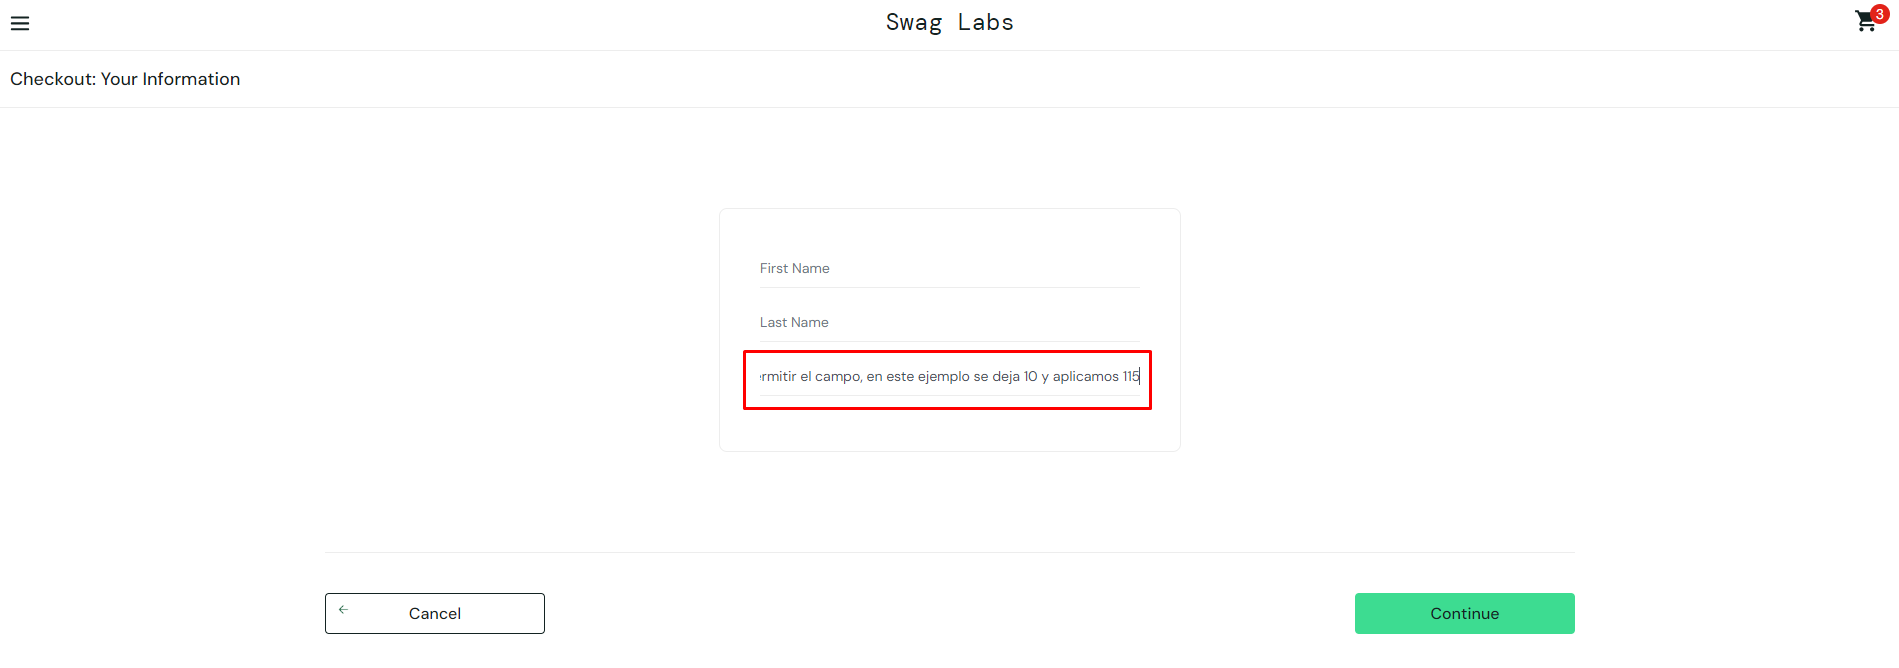 Swag Labs
3
Checkout: Your Information
First Name
Last Name
ermitir el campo, en este ejemplo se deja 10 y aplicamos 115
Cancel
Continue